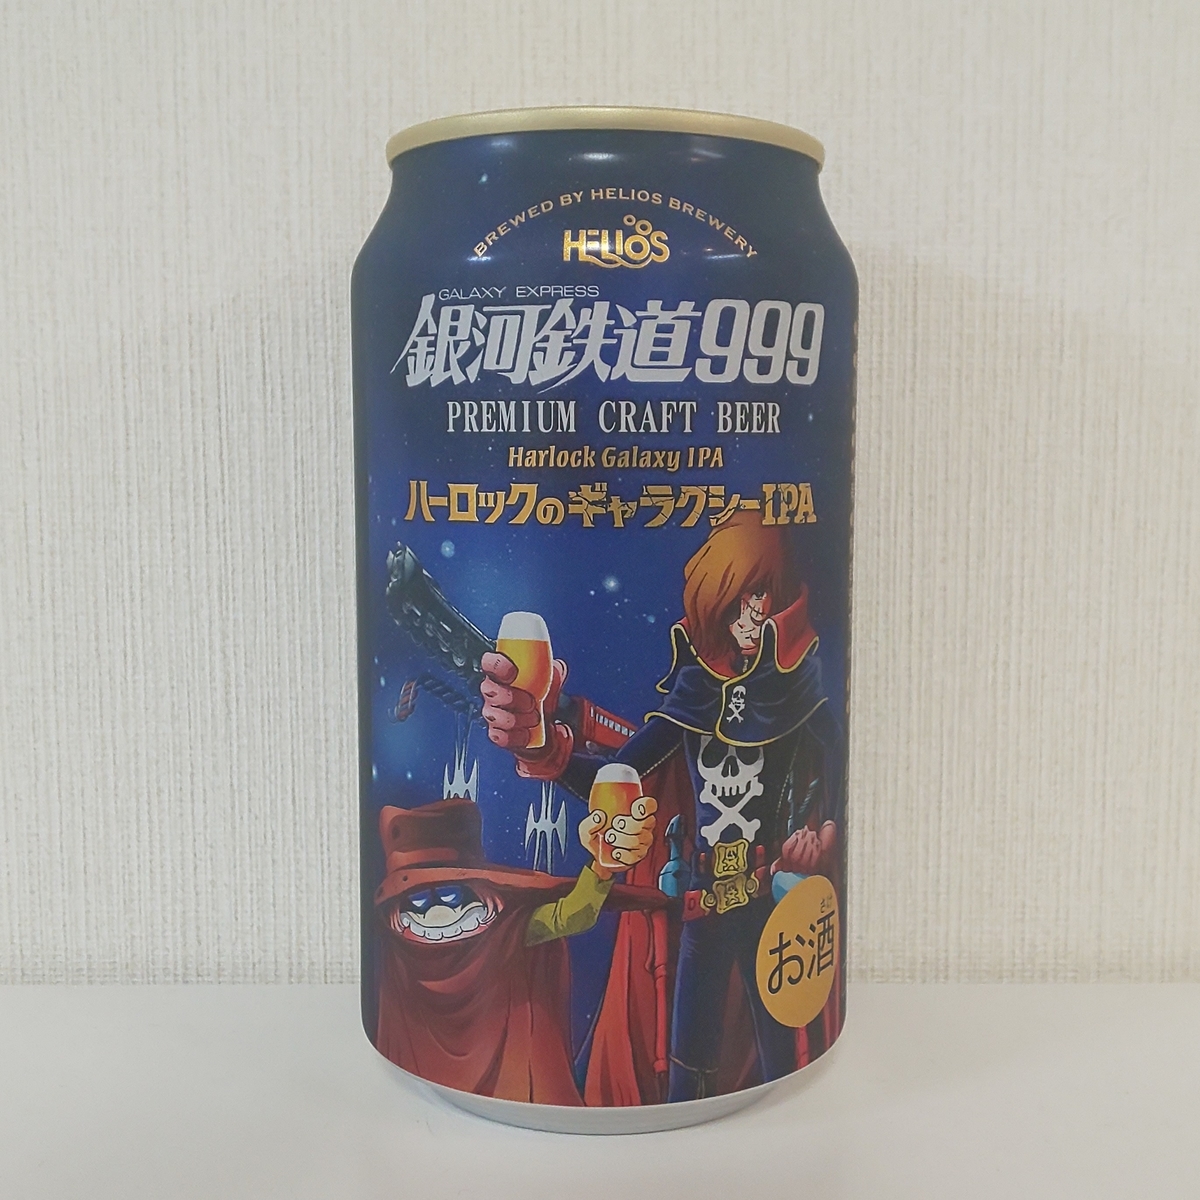 BREWED BY HELIOS BREWERY
HELIOS
GALAXY EXPRESS
銀河鉄道999
PREMIUM CRAFT BEER
Harlock Galaxy IPA
ハーロックのギャラクシーIPA
さけ
お酒